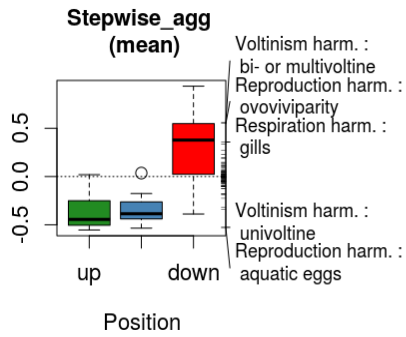 Stepwise_agg
(mean)
Voltinism harm. :
bi- or multivoltine
Reproduction harm. :
ovoviviparity
Respiration harm. :
gills
0.5
0.0
-0.5
Voltinism harm. :
univoltine
Reproduction harm. :
aquatic eggs
up down
Position